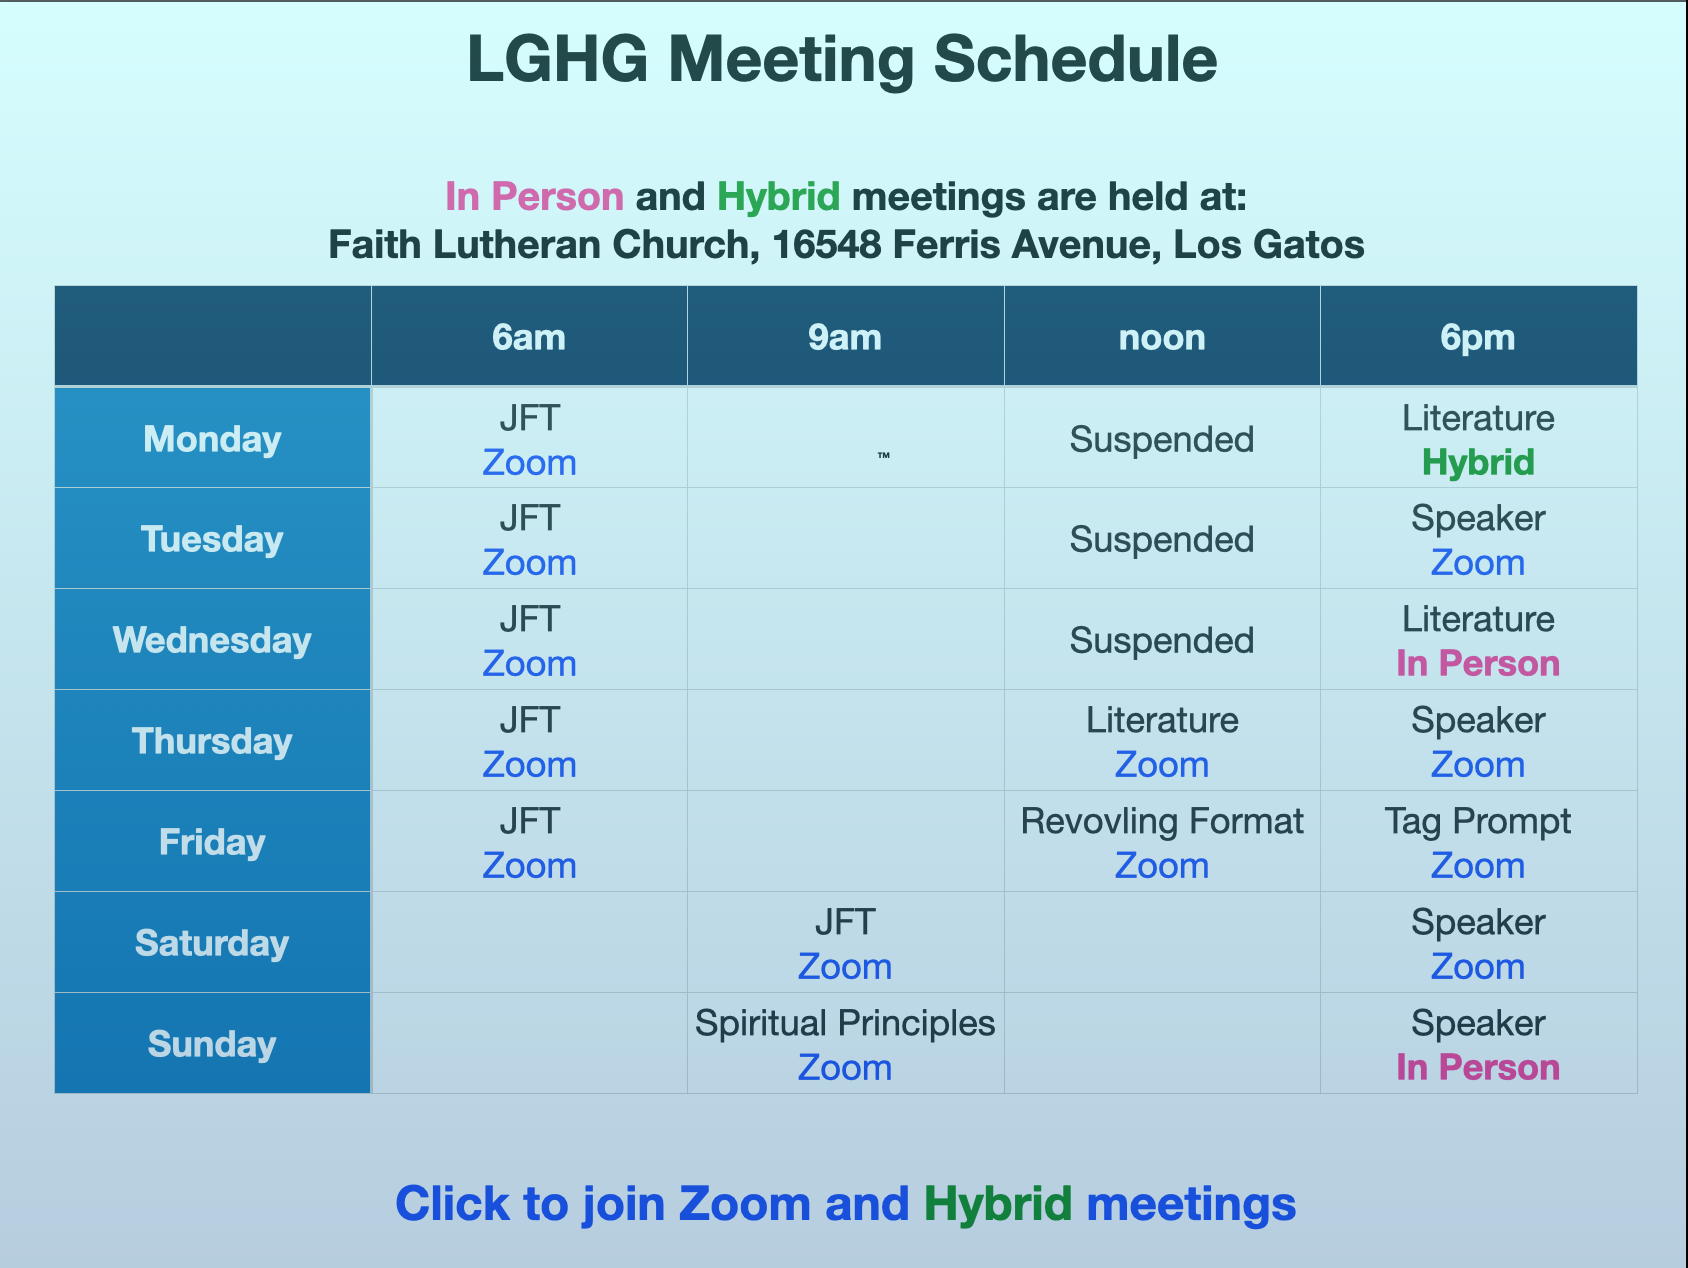 LGHG Meeting Schedule
In Person and Hybrid meetings are held at:
Faith Lutheran Church, 16548 Ferris Avenue, Los Gatos
6am 9am noon 6pm
Monday
JFT
Zoom
™
Suspended
Literature
Hybrid
Tuesday
JFT
Zoom
Suspended
Speaker
Zoom
Wednesday
JFT
Zoom
Suspended
Literature
In Person
Thursday
JFT
Zoom
Literature
Zoom
Speaker
Zoom
Friday
JFT
Zoom
Revovling Format
Zoom
Tag Prompt
Zoom
Saturday
JFT
Zoom
Speaker
Zoom
Sunday
Spiritual Principles
Zoom
Speaker
In Person
Click to join Zoom and Hybrid meetings